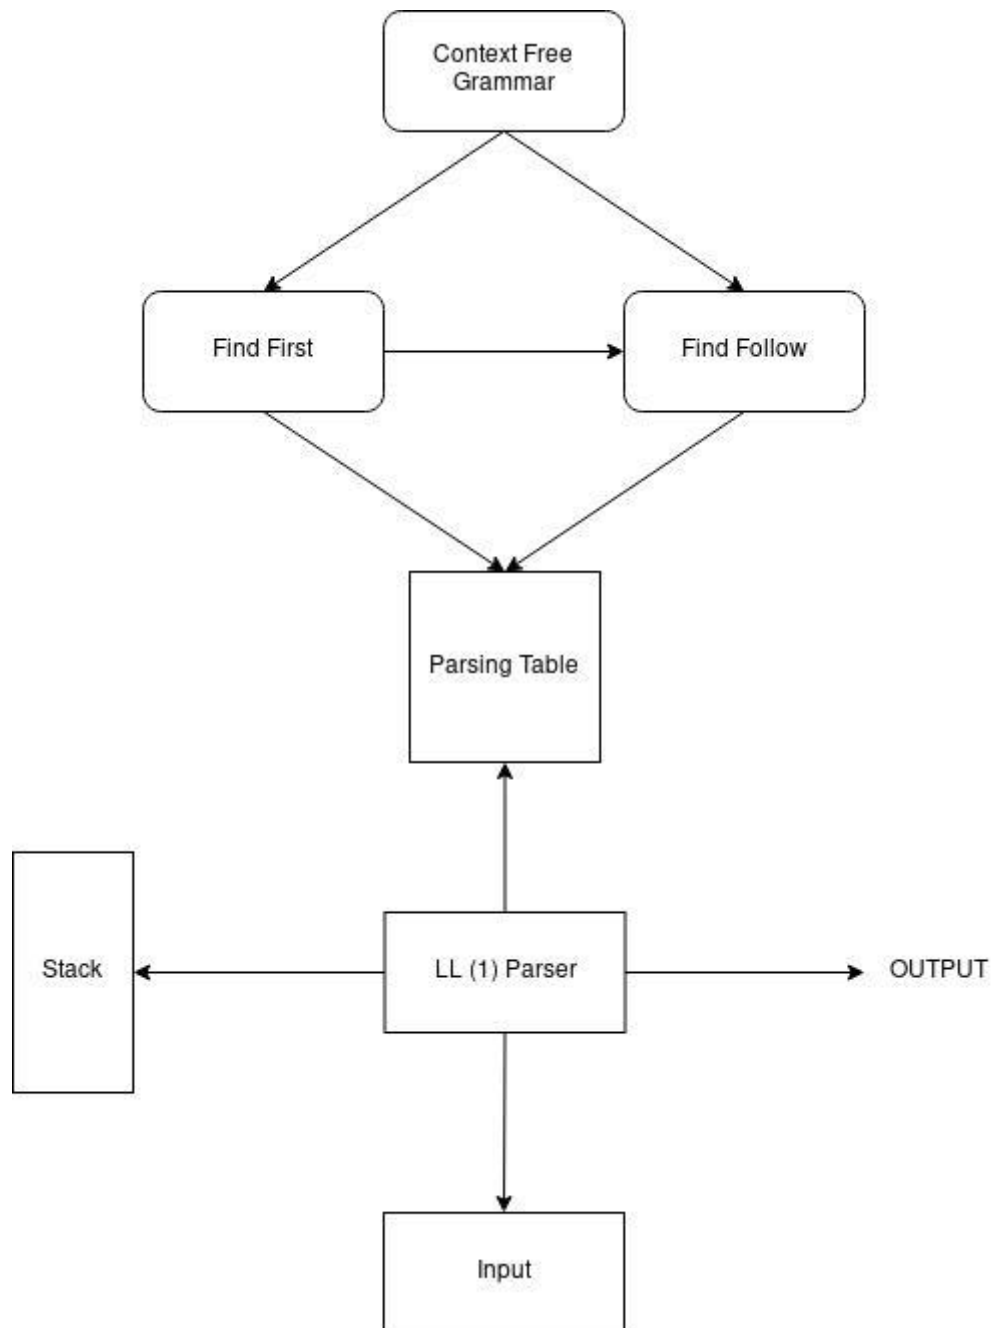 Context Free
Grammar
Find First
Find Follow
Parsing Table
Stack
LL (1) Parser
OUTPUT
Input